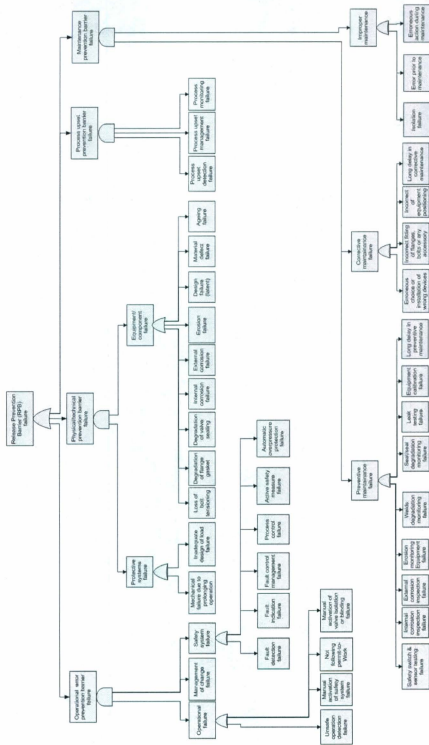 Release Prevention
Barrier (RPB)
failure
Operational error
prevention barrier
failure
Physical/technical
prevention barrier
failure
Process upset
prevention barrier
failure
Maintenance
prevention barrier
failure
Operational
failure
Management
of change failure
Safety
system
failure
Protective
systems
failure
Equipment/
component
failure
Process
upset
detection failure
Process upset
management
failure
Process
monitoring
failure
Unsafe
operation
detection
failure
Manual
activation
of safety
system
failure
Not
following
permit-to-
Work
Manual
activation of
valve isolation
or blinding
failure
Fault
detection
failure
Fault
indication
failure
Fault control
management
failure
Process
control
failure
Active safety
measure
failure
Automatic
overpressure
protection
failure
Mechanical
failure due to
prolonging
operation
Inadequate
design of load
failure
Loss of
bolt
tensioning
Degradation
of flange
gasket
Degradation
of valve
sealing
Internal
corrosion
failure
External
corrosion
failure
Erosion
failure
Design
failure
(latent)
Material
defect
failure
Ageing
failure
Preventive
maintenance
failure
Corrective
maintenance
failure
Improper
maintenance
Safety switch &
sensor testing
failure
Internal
corrosion
inspection
failure
External
corrosion
inspection
failure
Erosion
monitoring
Equipment
failure
Welds
degradation
monitoring
failure
degradation
monitoring
failure
Leak
testing
failure
Equipment
calibration
failure
Long delay in
preventive
maintenance
Erroneous
choice or
installation of
wrong devices
Incorrect fitting
of flanges,
bolts or any
accessory
Incorrect
of
equipment
positioning
Long delay in
corrective
maintenance
Isolation
failure
Error prior to
maintenance
Erroneous
action during
maintenance